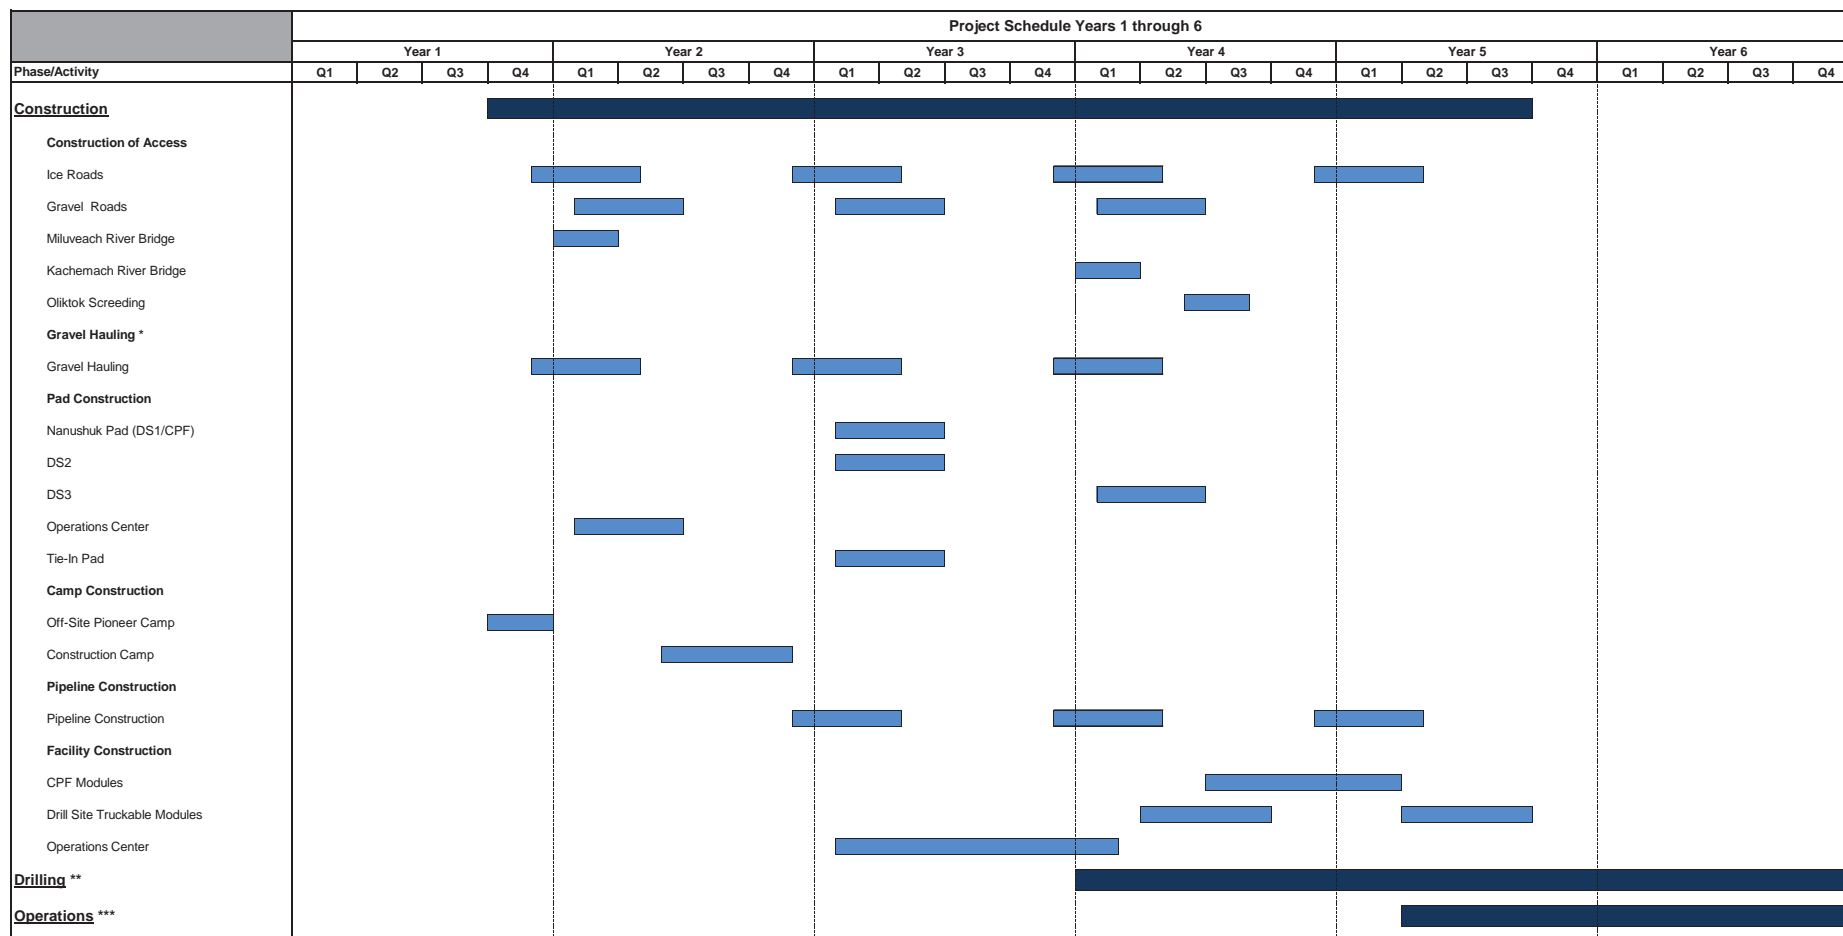 Project Schedule Years 1 through 6
Year 1 Year 2 Year 3 Year 4 Year 5 Year 6
Phase/Activity Q1 Q2 Q3 Q4 Q1 Q2 Q3 Q4 Q1 Q2 Q3 Q4 Q1 Q2 Q3 Q4 Q1 Q2 Q3 Q4 Q1 Q2 Q3 Q4
Construction
Construction of Access
Ice Roads
Gravel Roads
Miluveach River Bridge
Kachemach River Bridge
Oliktok Screeding
Gravel Hauling *
Gravel Hauling
Pad Construction
Nanushuk Pad (DS1/CPF)
DS2
DS3
Operations Center
Tie-In Pad
Camp Construction
Off-Site Pioneer Camp
Construction Camp
Pipeline Construction
Pipeline Construction
Facility Construction
CPF Modules
Drill Site Truckable Modules
Operations Center
Drilling **
Operations ***